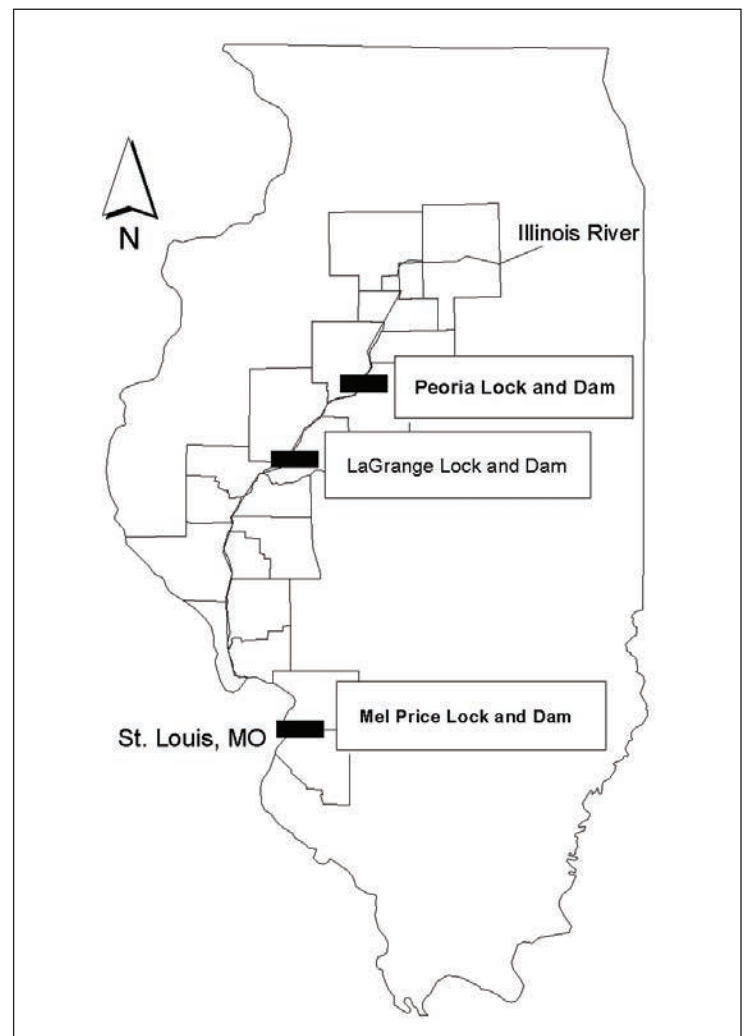 N
Illinois River
Peoria Lock and Dam
LaGrange Lock and Dam
Mel Price Lock and Dam
St. Louis, MO